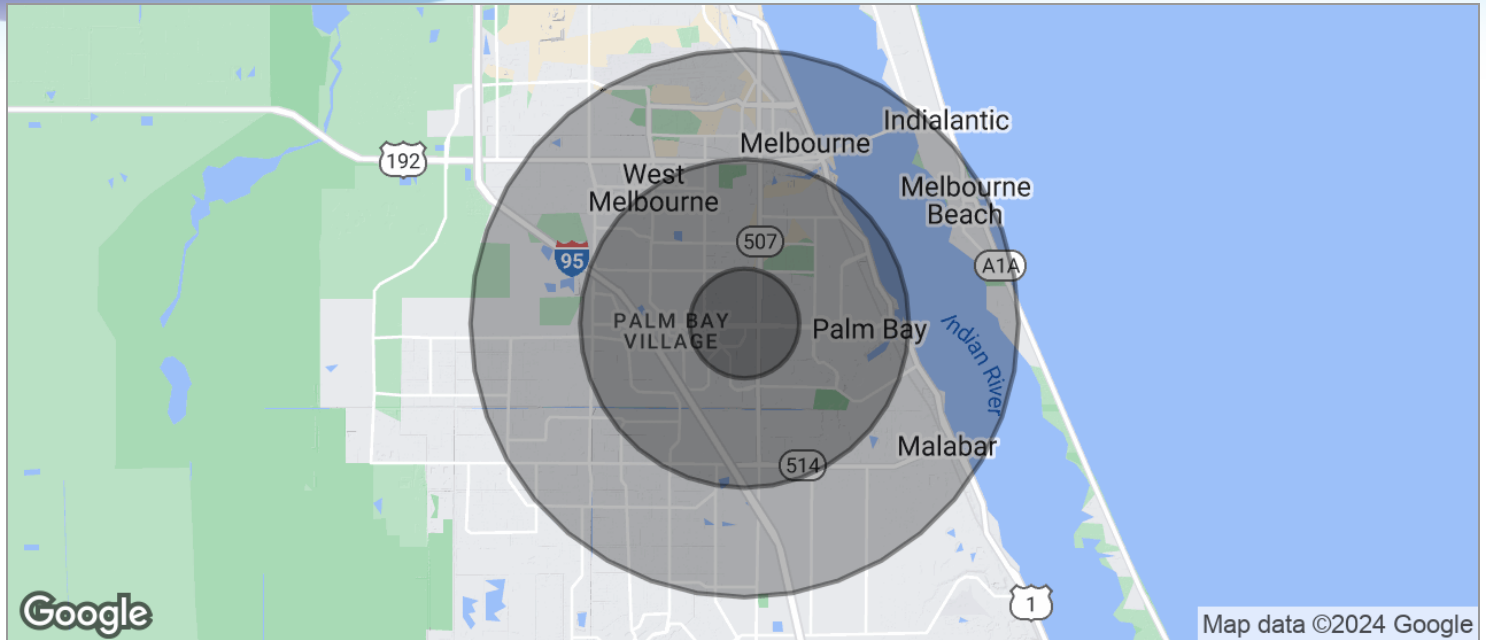 Indialantic
Melbourne
192
West
Melbourne
Melbourne
Beach
507
95
A1A
PALM BAY
VILLAGE
Palm Bay
Indian River
Malabar
514
1
Google
Map data ©2024 Google